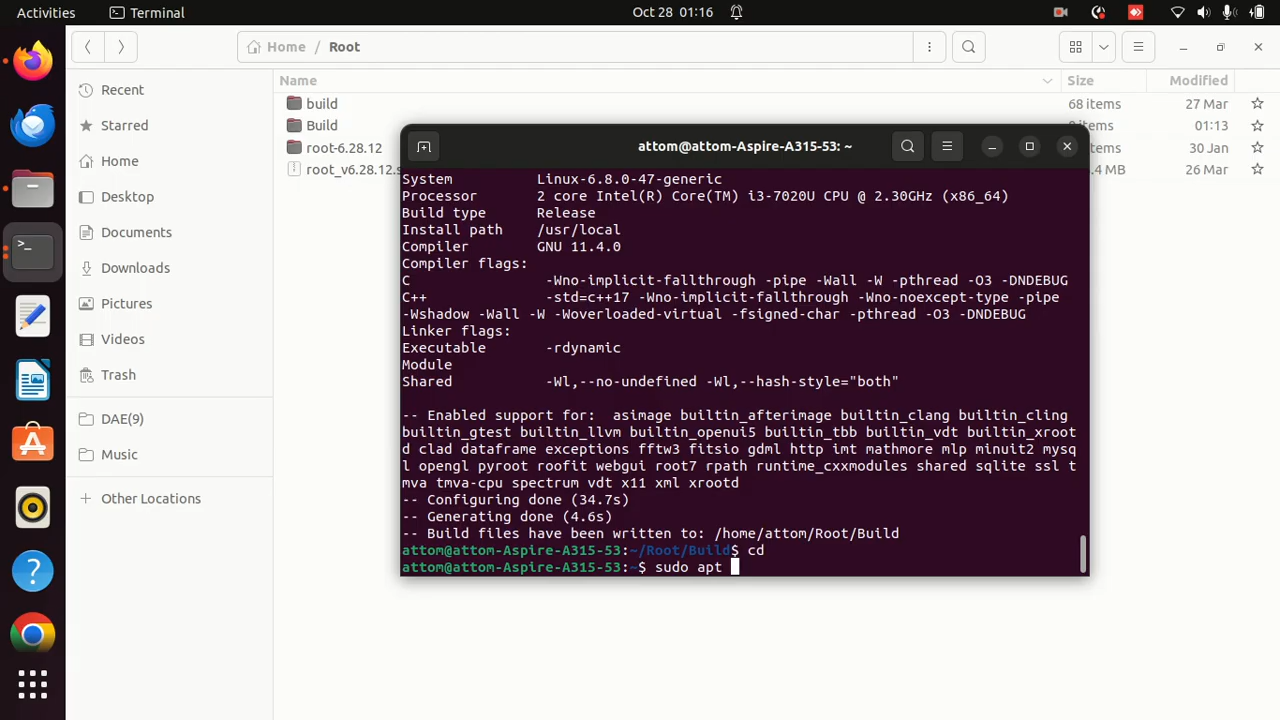 Activities
Terminal
Oct 28 01:16
Home / Root
Name
Size
Modified
Recent
Starred
Home
Desktop
Documents
Downloads
Pictures
Videos
Trash
DAE(9)
Music
+ Other Locations
build
68 items
27 Mar
Build
items
01:13
root-6.28.12
30 Jan
root_v6.28.12.s
.4 MB
26 Mar
attom@attom-Aspire-A315-53: ~
System Linux-6.8.0-47-generic
Processor 2 core Intel(R) Core(TM) i3-7020U CPU @ 2.30GHz (x86_64)
Build type Release
Install path /usr/local
Compiler GNU 11.4.0
Compiler flags:
C -Wno-implicit-fallthrough -pipe -Wall -W -pthread -O3 -DNDEBUG
C++ -std=c++17 -Wno-implicit-fallthrough -Wno-noexcept-type -pipe
-Wshadow -Wall -W -Woverloaded-virtual -fsigned-char -pthread -O3 -DNDEBUG
Linker flags:
Executable -rdynamic
Module
Shared -Wl,--no-undefined -Wl,--hash-style="both"
-- Enabled support for: asimage builtin_afterimage builtin_clang builtin_cling
builtin_gtest builtin_llvm builtin_openui5 builtin_tbb builtin_vdt builtin_xroot
d clad dataframe exceptions fftw3 fitsio gdml http imt mathmore mlp minuit2 mysq
l opengl pyroot roofit webgui root7 rpath runtime_cxxmodules shared sqlite ssl t
mva tmva-cpu spectrum vdt x11 xml xrootd
-- Configuring done (34.7s)
-- Generating done (4.6s)
-- Build files have been written to: /home/attom/Root/Build
attom@attom-Aspire-A315-53:~/Root/Build$ cd
attom@attom-Aspire-A315-53:~$ sudo apt